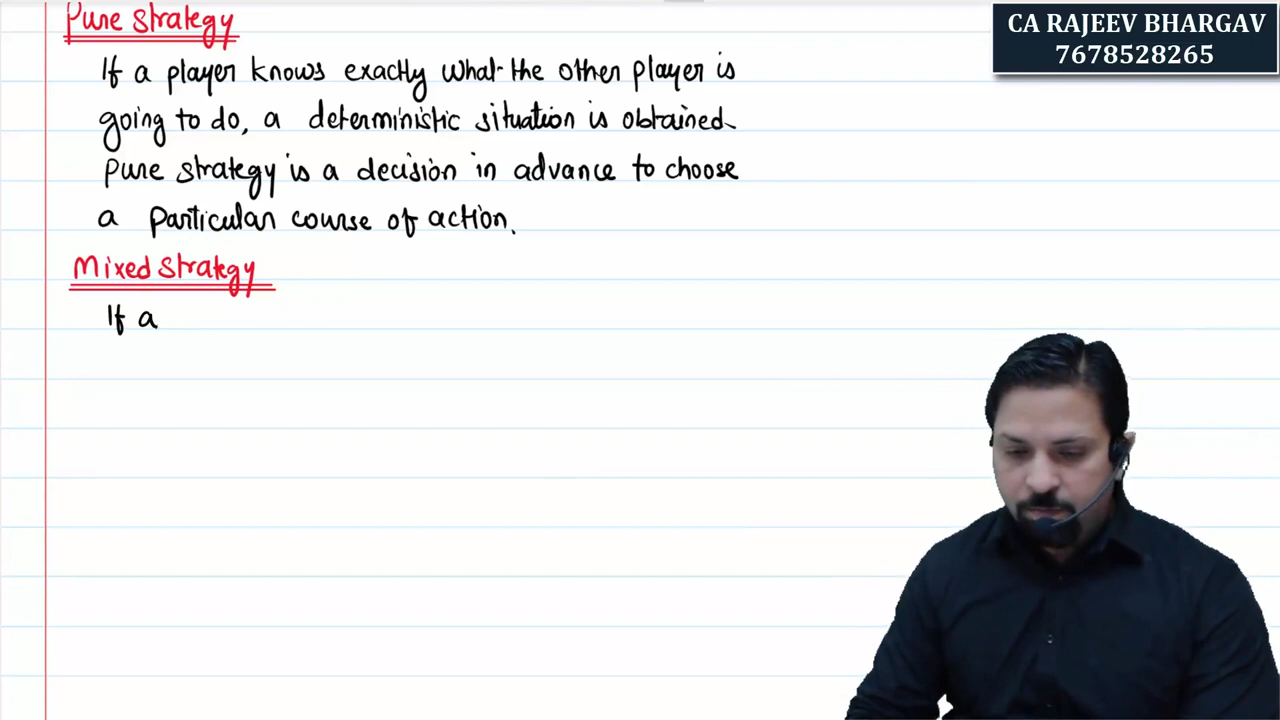 Pure Strategy
If a player knows exactly what the other player is
going to do, a deterministic situation is obtained.
Pure strategy is a decision in advance to choose
a particular course of action.
Mixed Strategy
If a
CA RAJEEV BHARGAV
7678528265